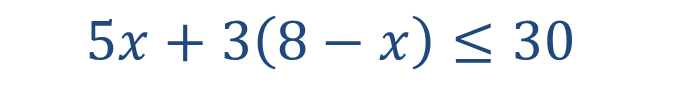 5x + 3(8 − x) ≤ 30